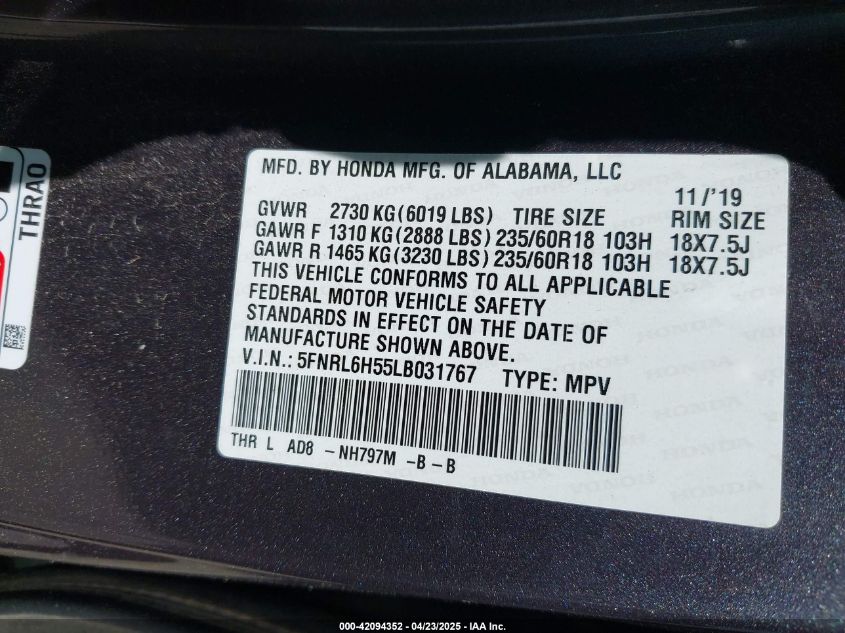 MFD. BY HONDA MFG. OF ALABAMA, LLC
11/'19
GVWR 2730 KG (6019 LBS) TIRE SIZE RIM SIZE
GAWR F 1310 KG (2888 LBS) 235/60R18 103H 18X7.5J
GAWR R 1465 KG (3230 LBS) 235/60R18 103H 18X7.5J
THIS VEHICLE CONFORMS TO ALL APPLICABLE
FEDERAL MOTOR VEHICLE SAFETY
STANDARDS IN EFFECT ON THE DATE OF
MANUFACTURE SHOWN ABOVE.
V.I.N.: 5FNRL6H55LB031767 TYPE: MPV
THR L AD8 - NH797M - B - B
THRA0
HONDA
000-42094352 - 04/23/2025 - IAA Inc.